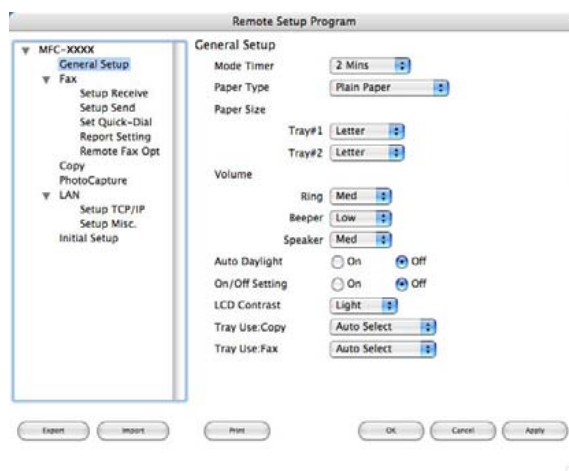 Remote Setup Program
MFC-XXXX
General Setup
Fax
Setup Receive
Setup Send
Set Quick-Dial
Report Setting
Remote Fax Opt
Copy
PhotoCapture
LAN
Setup TCP/IP
Setup Misc.
Initial Setup
General Setup
Mode Timer 2 Mins
Paper Type Plain Paper
Paper Size
Tray#1 Letter
Tray#2 Letter
Volume
Ring Med
Beeper Low
Speaker Med
Auto Daylight On Off
On/Off Setting On Off
LCD Contrast Light
Tray Use:Copy Auto Select
Tray Use:Fax Auto Select
Export Import Print OK Cancel Apply